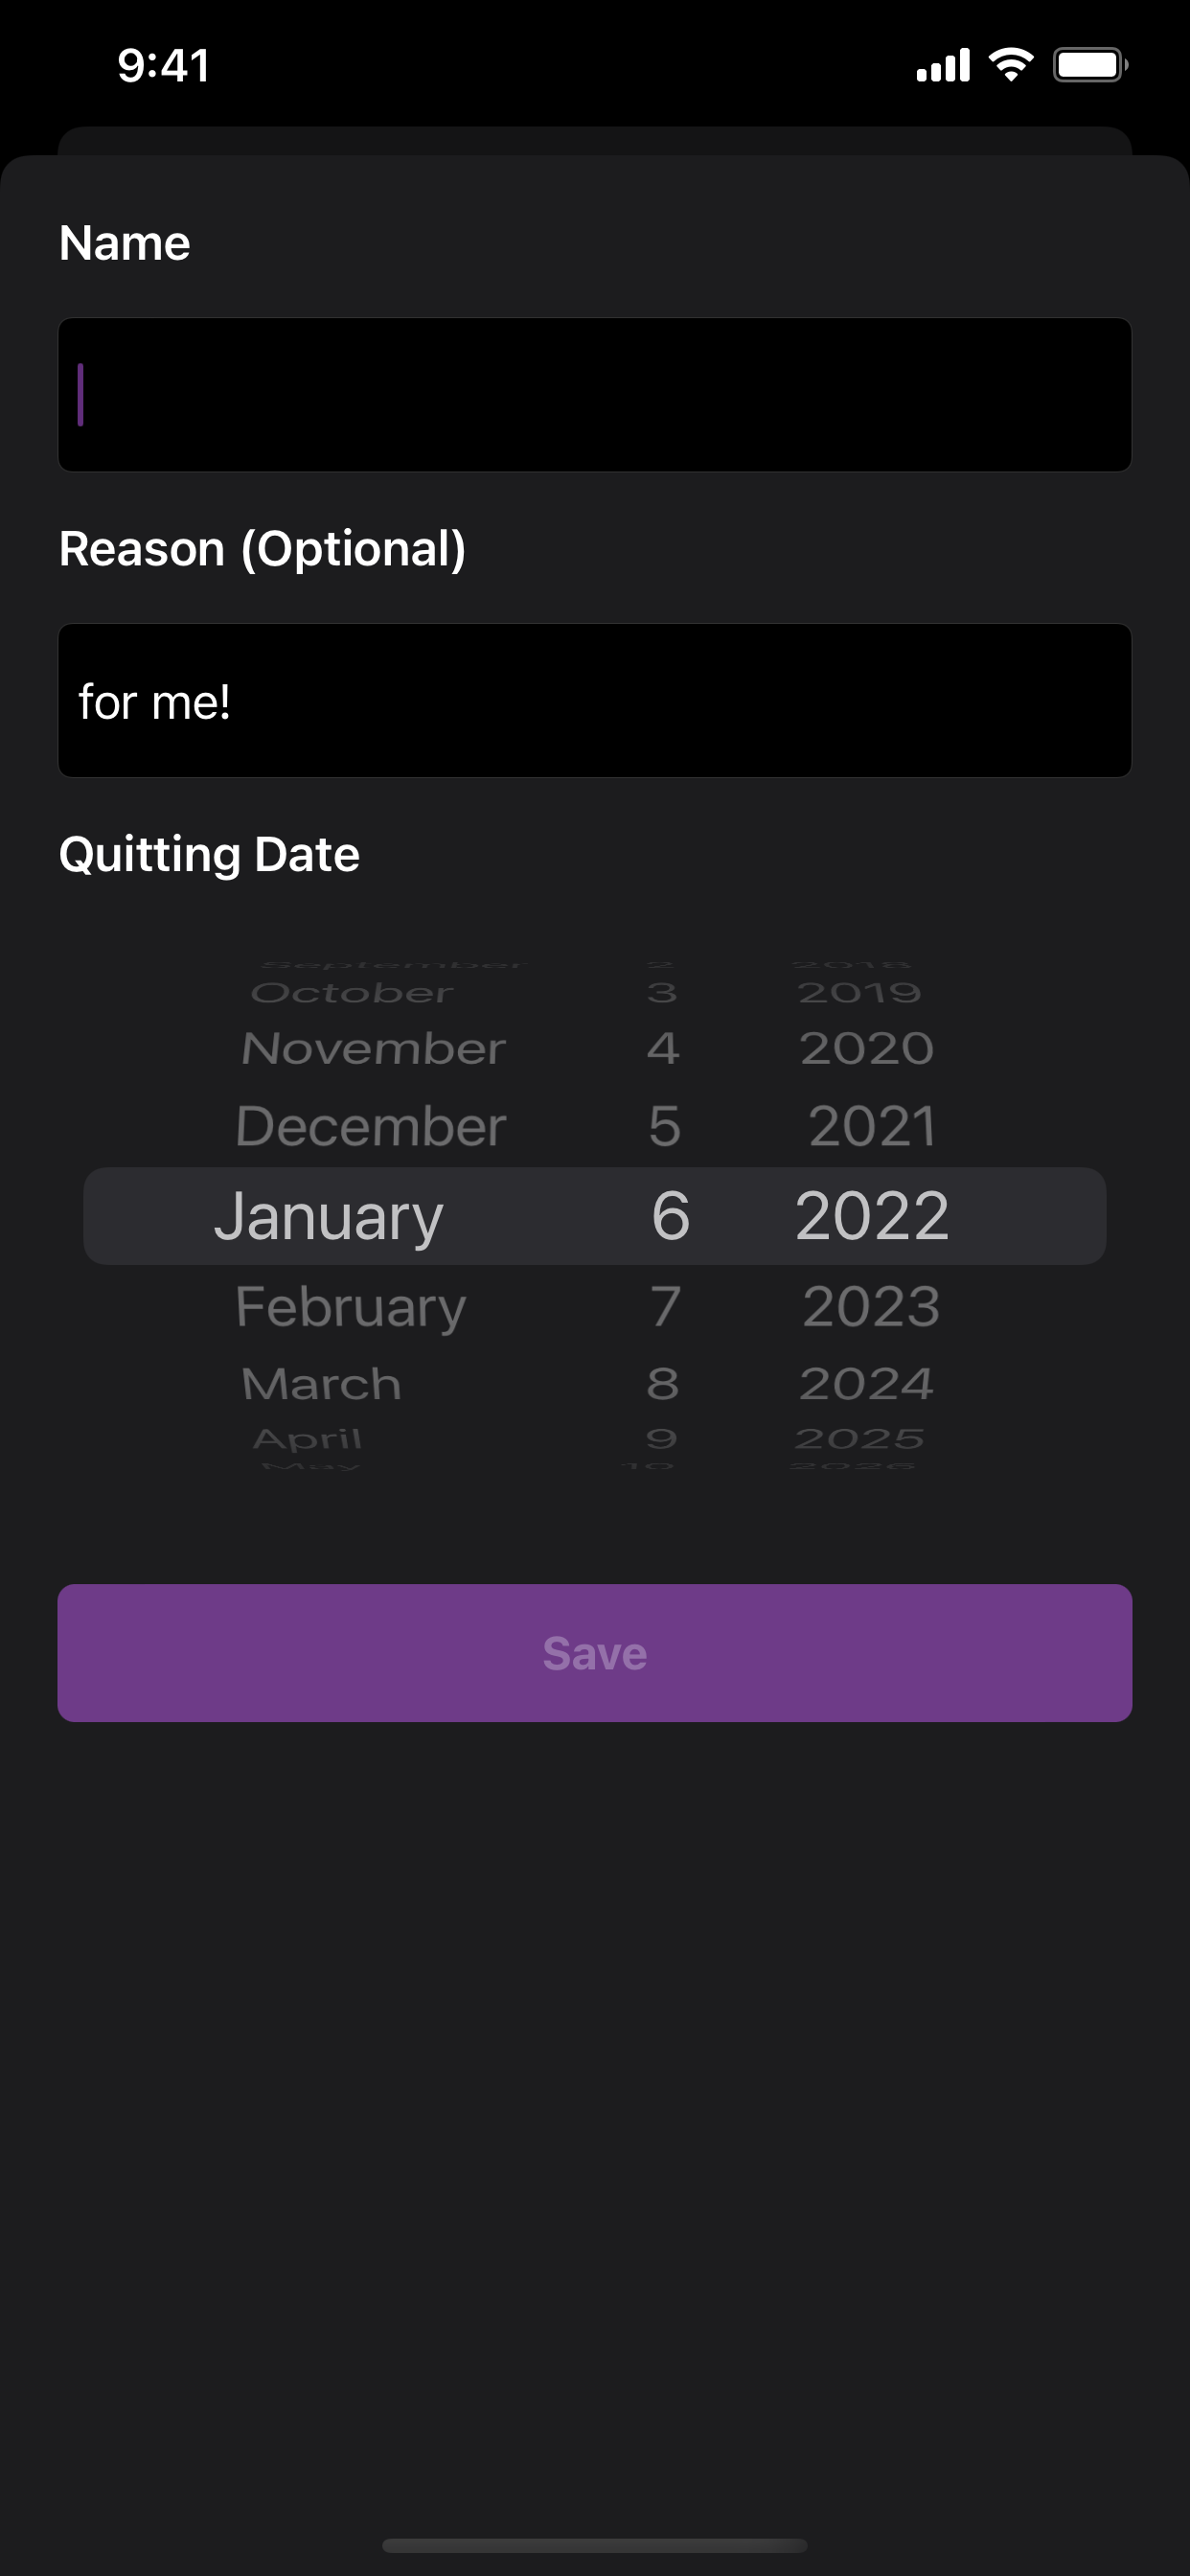 9:41
Name
Reason (Optional)
for me!
Quitting Date
September 2 2018
October 3 2019
November 4 2020
December 5 2021
January 6 2022
February 7 2023
March 8 2024
April 9 2025
May 10 2026
Save